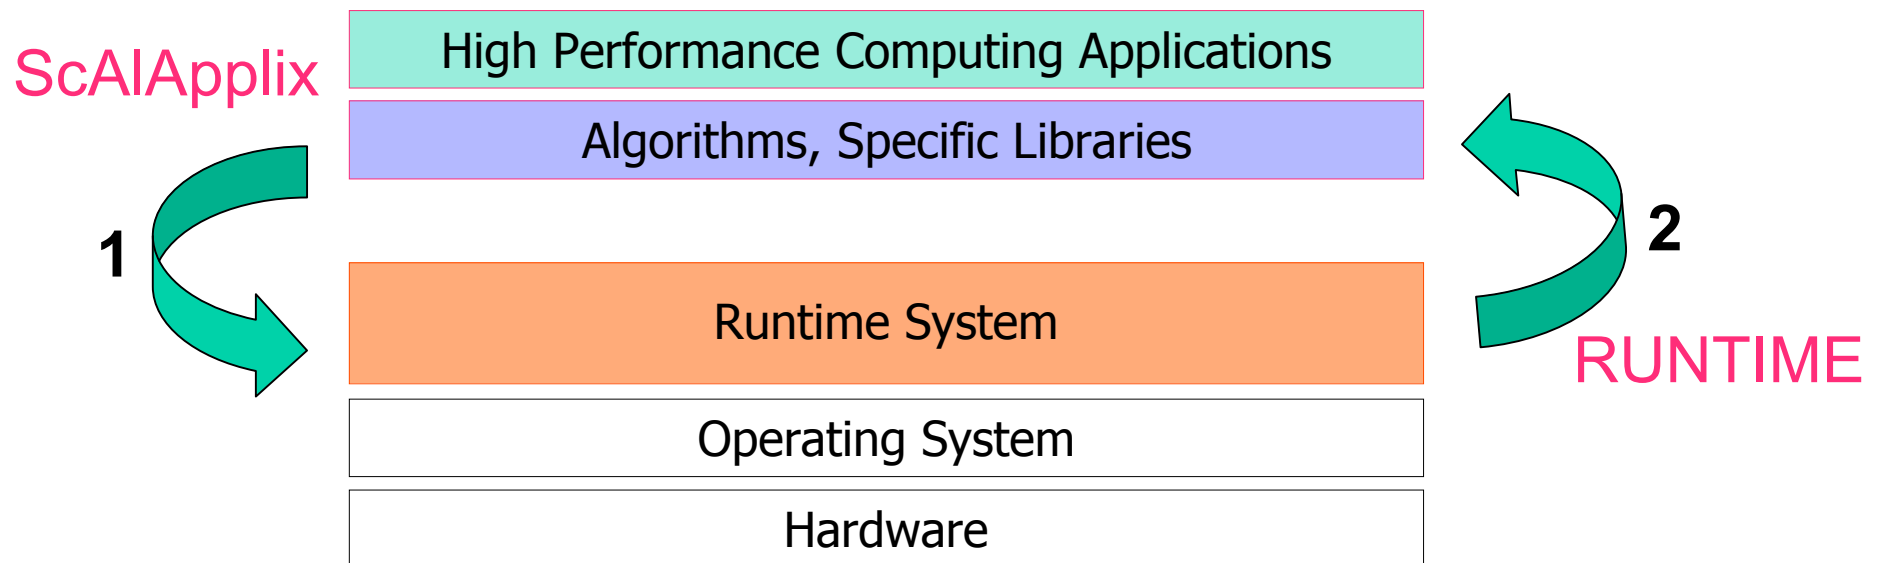 High Performance Computing Applications
ScAlApplix
Algorithms, Specific Libraries
1
2
Runtime System
RUNTIME
Operating System
Hardware